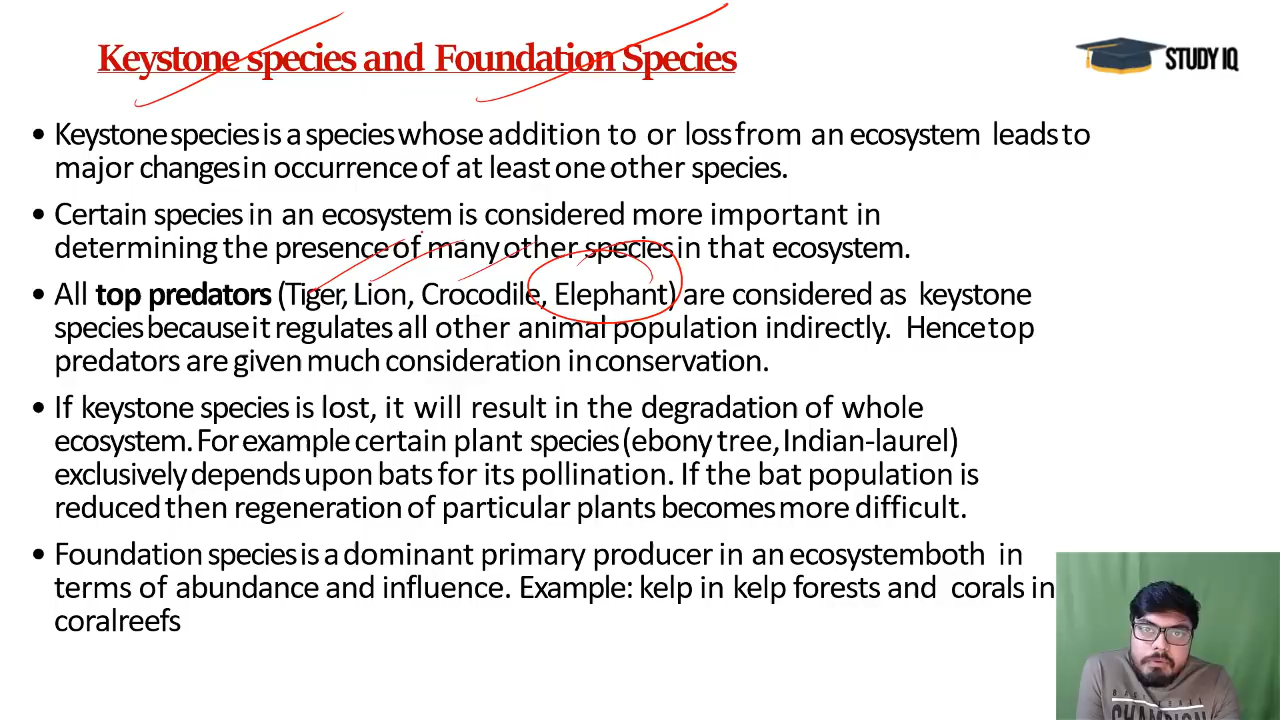 Keystone species and Foundation Species
STUDY IQ
• Keystone species is a species whose addition to or loss from an ecosystem leads to
major changes in occurrence of at least one other species.
• Certain species in an ecosystem is considered more important in
determining the presence of many other species in that ecosystem.
• All top predators (Tiger, Lion, Crocodile, Elephant) are considered as keystone
species because it regulates all other animal population indirectly. Hence top
predators are given much consideration in conservation.
• If keystone species is lost, it will result in the degradation of whole
ecosystem. For example certain plant species (ebony tree, Indian-laurel)
exclusively depends upon bats for its pollination. If the bat population is
reduced then regeneration of particular plants becomes more difficult.
• Foundation species is a dominant primary producer in an ecosystem both in
terms of abundance and influence. Example: kelp in kelp forests and corals in
coral reefs
CHAMPION